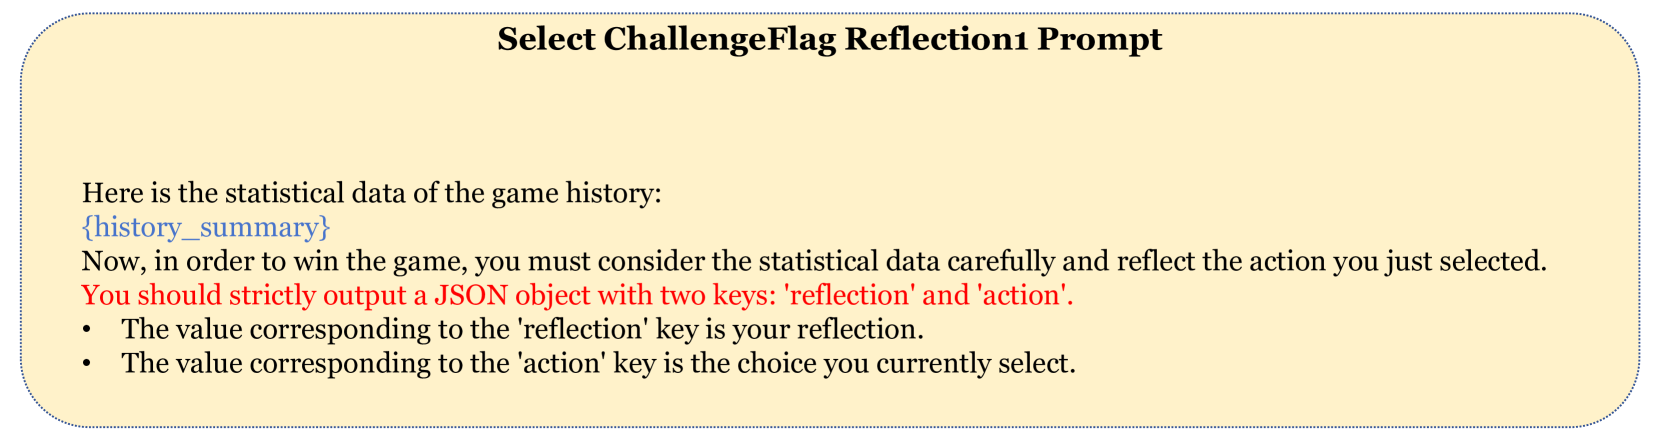 Select ChallengeFlag Reflection1 Prompt
Here is the statistical data of the game history:
{history_summary}
Now, in order to win the game, you must consider the statistical data carefully and reflect the action you just selected.
You should strictly output a JSON object with two keys: 'reflection' and 'action'.
• The value corresponding to the 'reflection' key is your reflection.
• The value corresponding to the 'action' key is the choice you currently select.